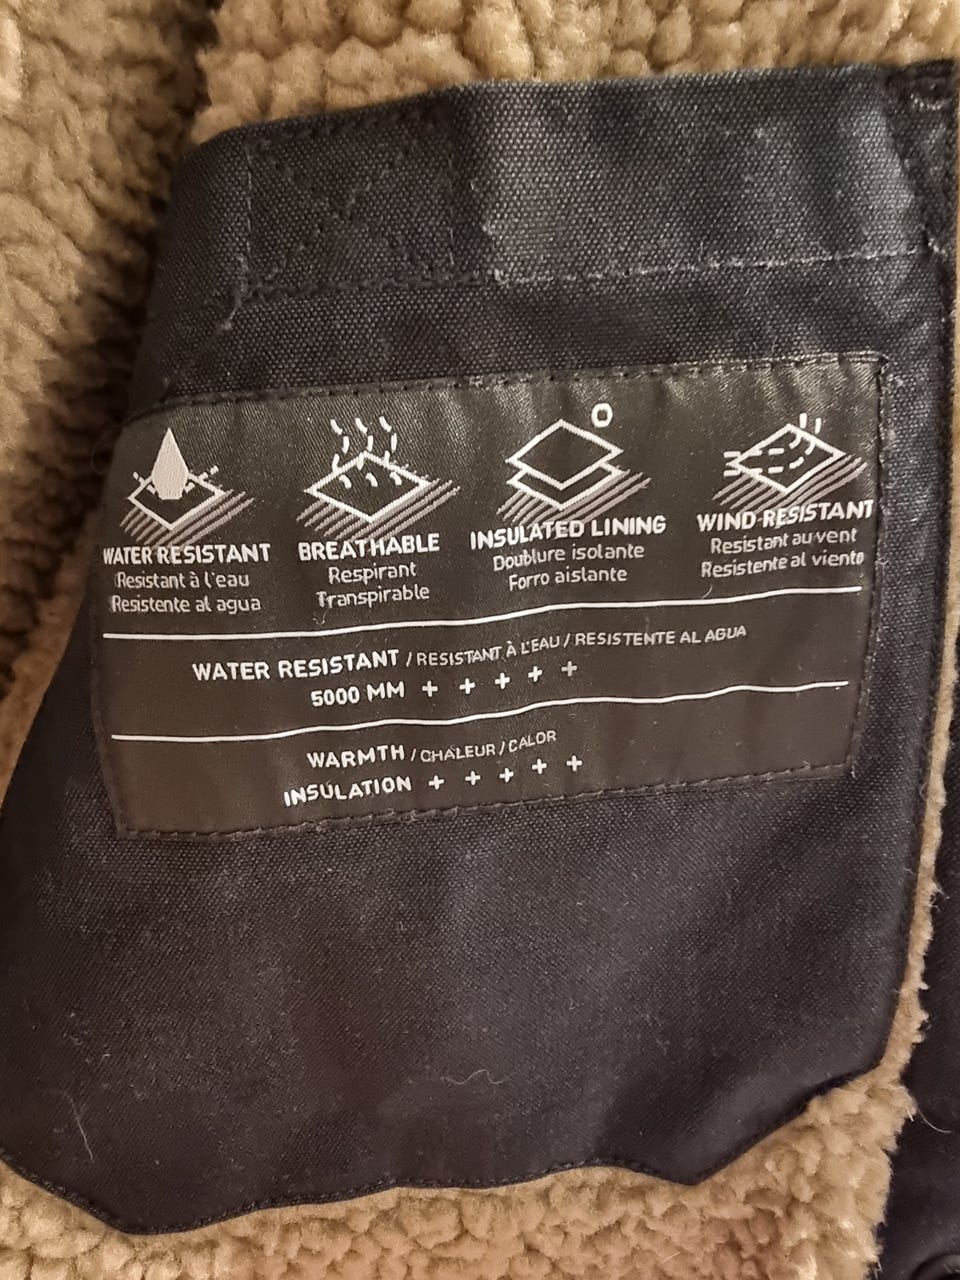 WATER RESISTANT
Résistant à l'eau
Resistente al agua
BREATHABLE
Respirant
Transpirable
INSULATED LINING
Doublure isolante
Forro aislante
WIND RESISTANT
Resistant au vent
Resistente al viento
WATER RESISTANT / RESISTANT À L'EAU / RESISTENTE AL AGUA
5000 MM + + + + +
WARMTH / CHALEUR / CALOR
INSULATION + + + + +